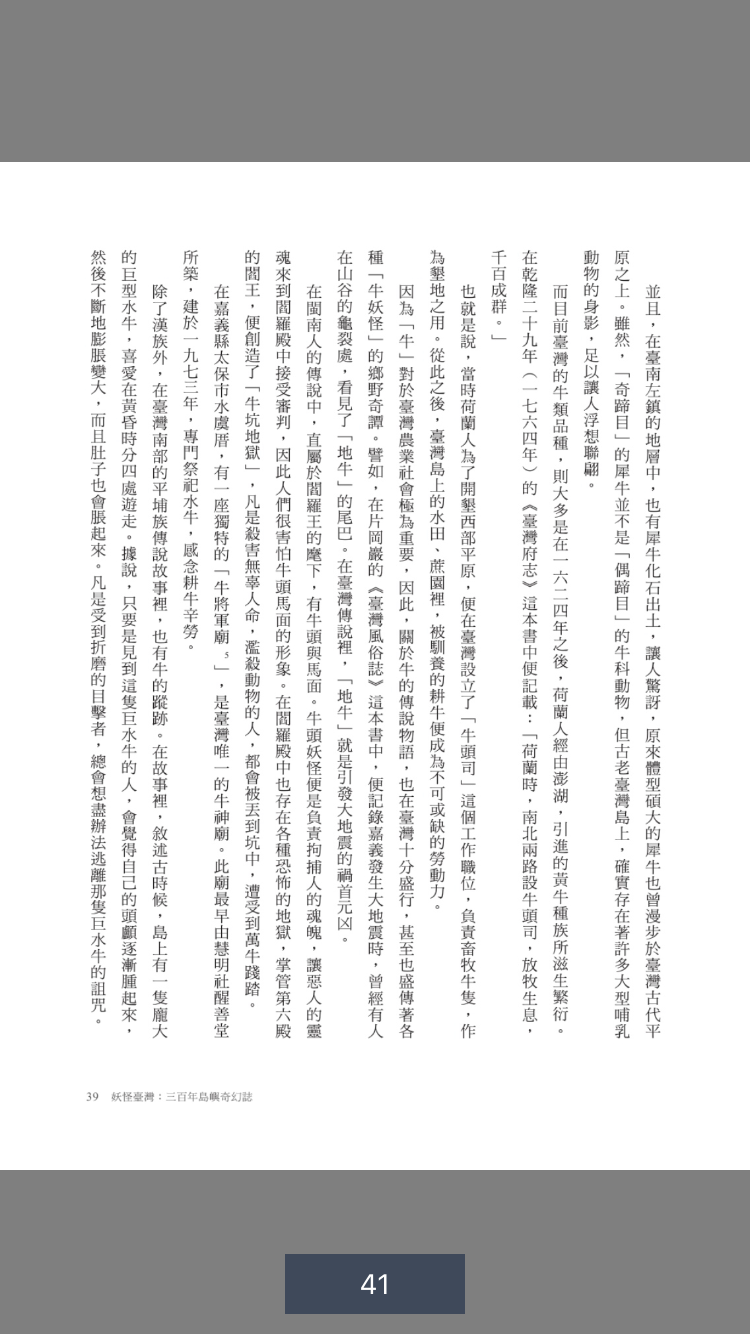 並且，在臺南左鎮的地層中，也有犀牛化石出土，讓人驚訝，原來體型碩大的犀牛也曾漫步於臺灣古代平
原之上。雖然，「奇蹄目」的犀牛並不是「偶蹄目」的牛科動物，但古老臺灣島上，確實存在著許多大型哺乳
動物的身影，足以讓人浮想聯翩。
而目前臺灣的牛類品種，則大多是在一六二四年之後，荷蘭人經由澎湖，引進的黃牛種族所滋生繁衍。
在乾隆二十九年（一七六四年）的《臺灣府志》這本書中便記載：「荷蘭時，南北兩路設牛頭司，放牧生息，
千百成群。」
也就是說，當時荷蘭人為了開墾西部平原，便在臺灣設立了「牛頭司」這個工作職位，負責畜牧牛隻，作
為墾地之用。從此之後，臺灣島上的水田、蔗園裡，被馴養的耕牛便成為不可或缺的勞動力。
因為「牛」對於臺灣農業社會極為重要，因此，關於牛的傳說物語，也在臺灣十分盛行，甚至也盛傳著各
種「牛妖怪」的鄉野奇譚。譬如，在片岡巖的《臺灣風俗誌》這本書中，便記錄嘉義發生大地震時，曾經有人
在山谷的龜裂處，看見了「地牛」的尾巴。在臺灣傳說裡，「地牛」就是引發大地震的禍首元凶。
在閩南人的傳說中，直屬於閻羅王的麾下，有牛頭與馬面。牛頭妖怪便是負責拘捕人的魂魄，讓惡人的靈
魂來到閻羅殿中接受審判，因此人們很害怕牛頭馬面的形象。在閻羅殿中也存在各種恐怖的地獄，掌管第六殿
的閻王，便創造了「牛坑地獄」，凡是殺害無辜人命，濫殺動物的人，都會被丟到坑中，遭受到萬牛踐踏。
在嘉義縣太保市水虞厝，有一座獨特的「牛將軍廟5」，是臺灣唯一的牛神廟。此廟最早由慧明社醒善堂
所築，建於一九七三年，專門祭祀水牛，感念耕牛辛勞。
除了漢族外，在臺灣南部的平埔族傳說故事裡，也有牛的蹤跡。在故事裡，敘述古時候，島上有一隻龐大
的巨型水牛，喜愛在黃昏時分四處遊走。據說，只要是見到這隻巨水牛的人，會覺得自己的頭顱逐漸腫起來，
然後不斷地膨脹變大，而且肚子也會脹起來。凡是受到折磨的目擊者，總會想盡辦法逃離那隻巨水牛的詛咒。
39 妖怪臺灣：三百年島嶼奇幻誌
41